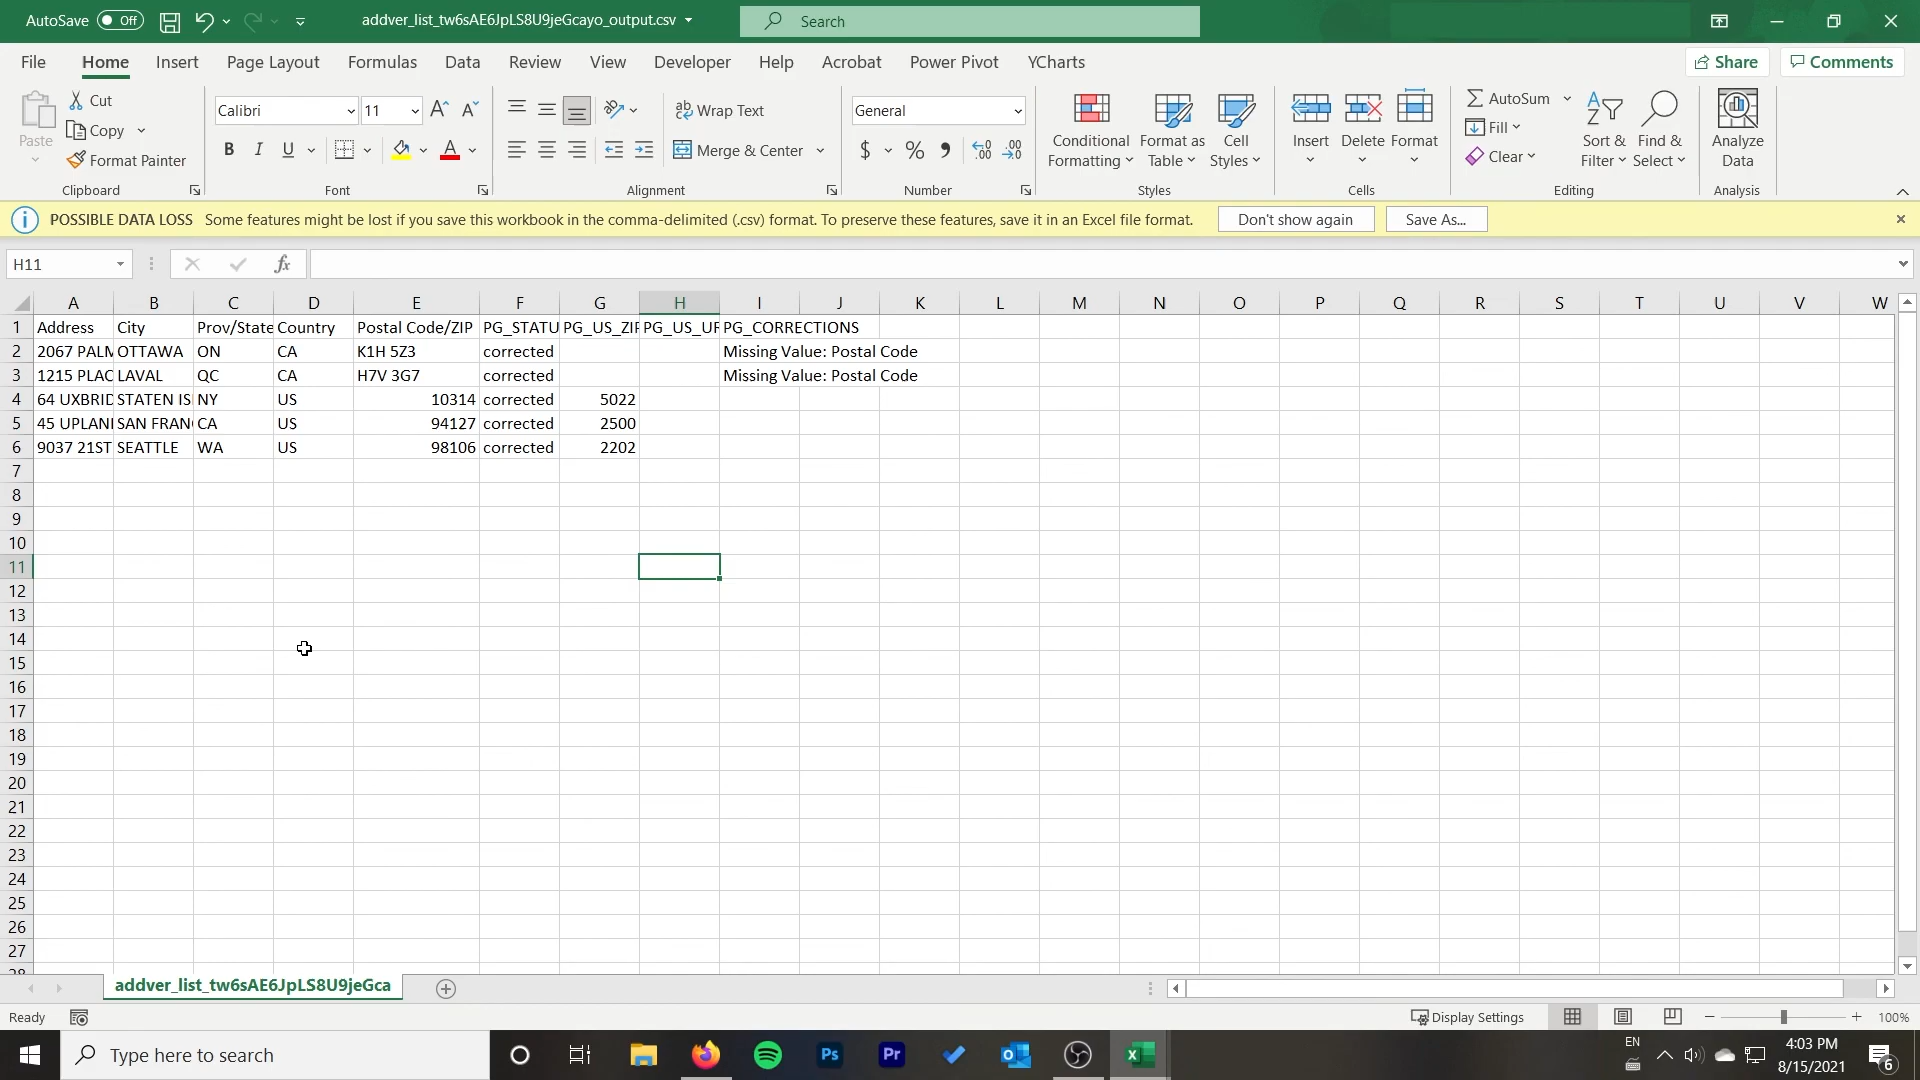 AutoSave Off addver_list_tw6sAE6JpLS8U9jeGcayo_output.csv Search
File Home Insert Page Layout Formulas Data Review View Developer Help Acrobat Power Pivot YCharts Share Comments
Paste Cut Copy Format Painter Clipboard
Calibri 11 B I U A Font
Wrap Text Merge & Center Alignment
General $ % Number
Conditional Formatting Format as Table Cell Styles Styles
Insert Delete Format Cells
AutoSum Fill Clear Sort & Filter Find & Select Editing
Analyze Data Analysis
POSSIBLE DATA LOSS Some features might be lost if you save this workbook in the comma-delimited (.csv) format. To preserve these features, save it in an Excel file format. Don't show again Save As...
H11 fx
A B C D E F G H I J K L M N O P Q R S T U V W
1 Address City Prov/State Country Postal Code/ZIP PG_STATU PG_US_ZIP PG_US_UR PG_CORRECTIONS
2 2067 PALM OTTAWA ON CA K1H 5Z3 corrected Missing Value: Postal Code
3 1215 PLAC LAVAL QC CA H7V 3G7 corrected Missing Value: Postal Code
4 64 UXBRID STATEN IS NY US 10314 corrected 5022
5 45 UPLAN SAN FRAN CA US 94127 corrected 2500
6 9037 21ST SEATTLE WA US 98106 corrected 2202
7
8
9
10
11
12
13
14
15
16
17
18
19
20
21
22
23
24
25
26
27
28
addver_list_tw6sAE6JpLS8U9jeGca
Ready Display Settings 100%
Type here to search Ps Pr EN 4:03 PM
8/15/2021 6